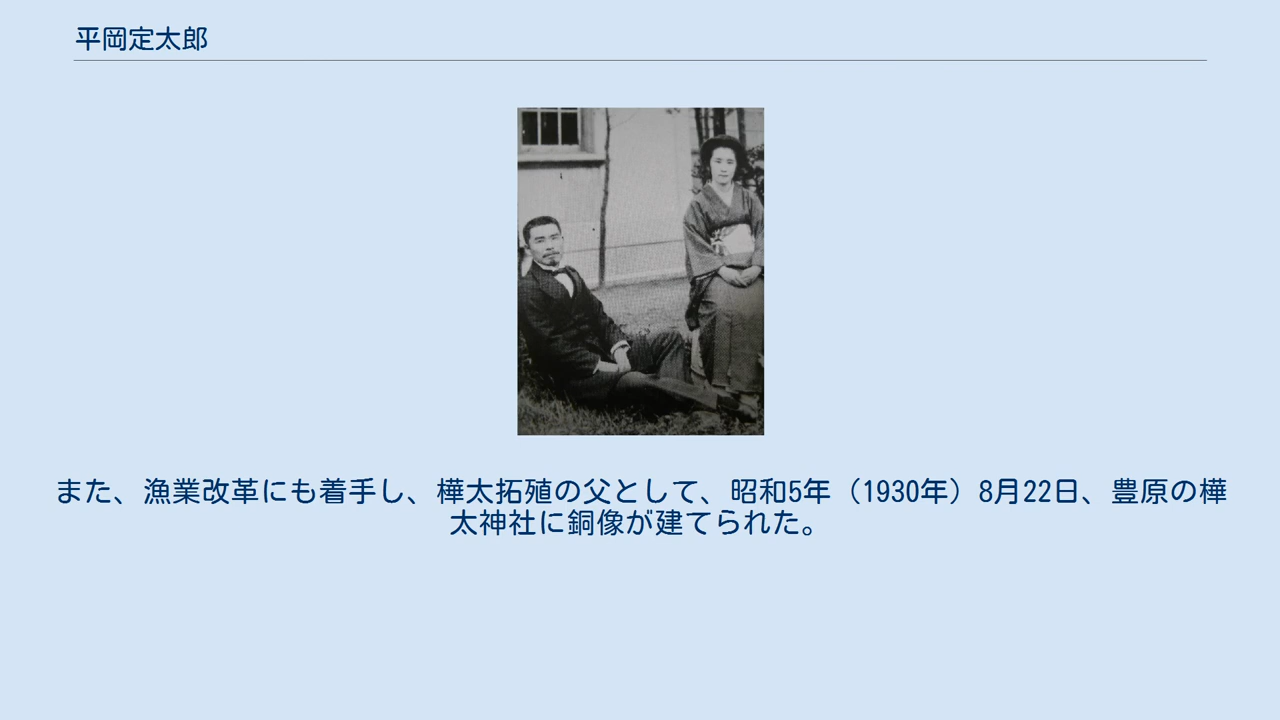 平岡定太郎
また、漁業改革にも着手し、樺太拓殖の父として、昭和5年（1930年）8月22日、豊原の樺
太神社に銅像が建てられた。